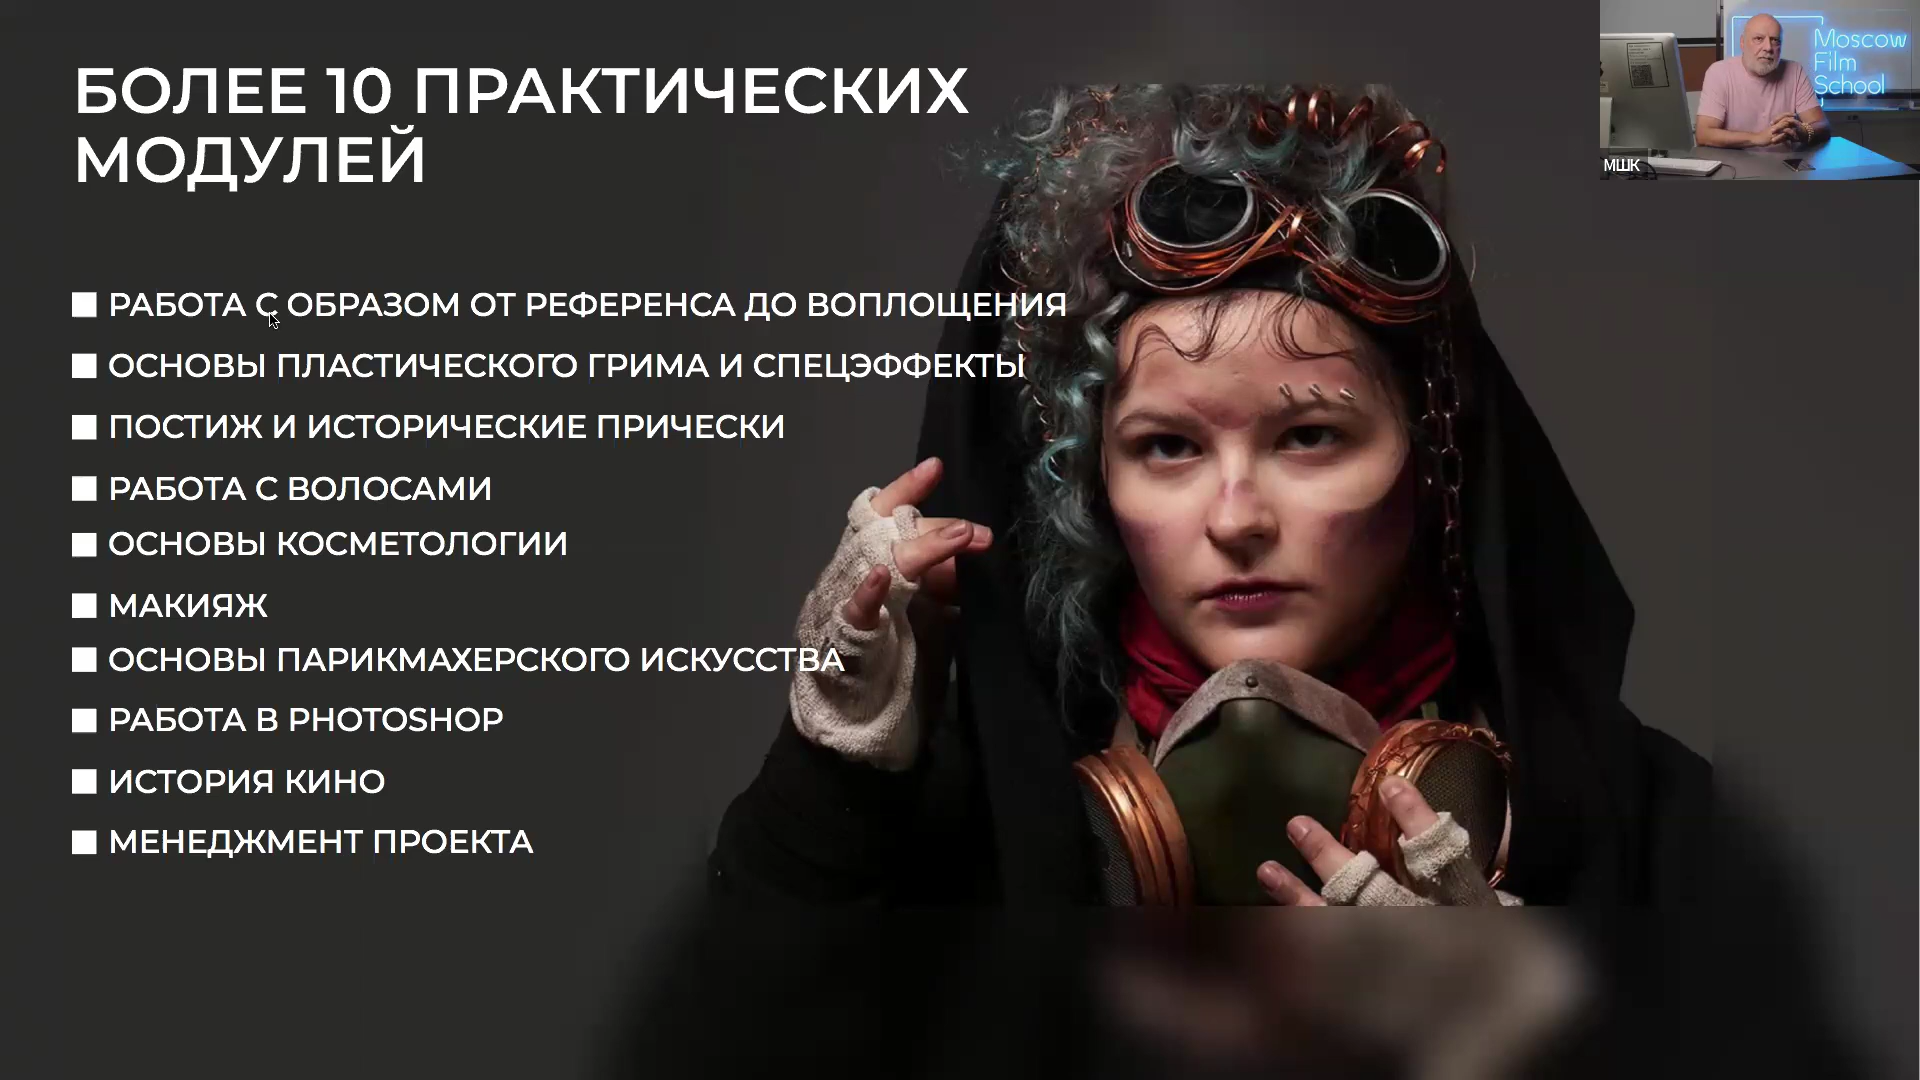 БОЛЕЕ 10 ПРАКТИЧЕСКИХ
МОДУЛЕЙ
РАБОТА С ОБРАЗОМ ОТ РЕФЕРЕНСА ДО ВОПЛОЩЕНИЯ
ОСНОВЫ ПЛАСТИЧЕСКОГО ГРИМА И СПЕЦЭФФЕКТЫ
ПОСТИЖ И ИСТОРИЧЕСКИЕ ПРИЧЕСКИ
РАБОТА С ВОЛОСАМИ
ОСНОВЫ КОСМЕТОЛОГИИ
МАКИЯЖ
ОСНОВЫ ПАРИКМАХЕРСКОГО ИСКУССТВА
РАБОТА В PHOTOSHOP
ИСТОРИЯ КИНО
МЕНЕДЖМЕНТ ПРОЕКТА
Moscow
Film
School
МШК